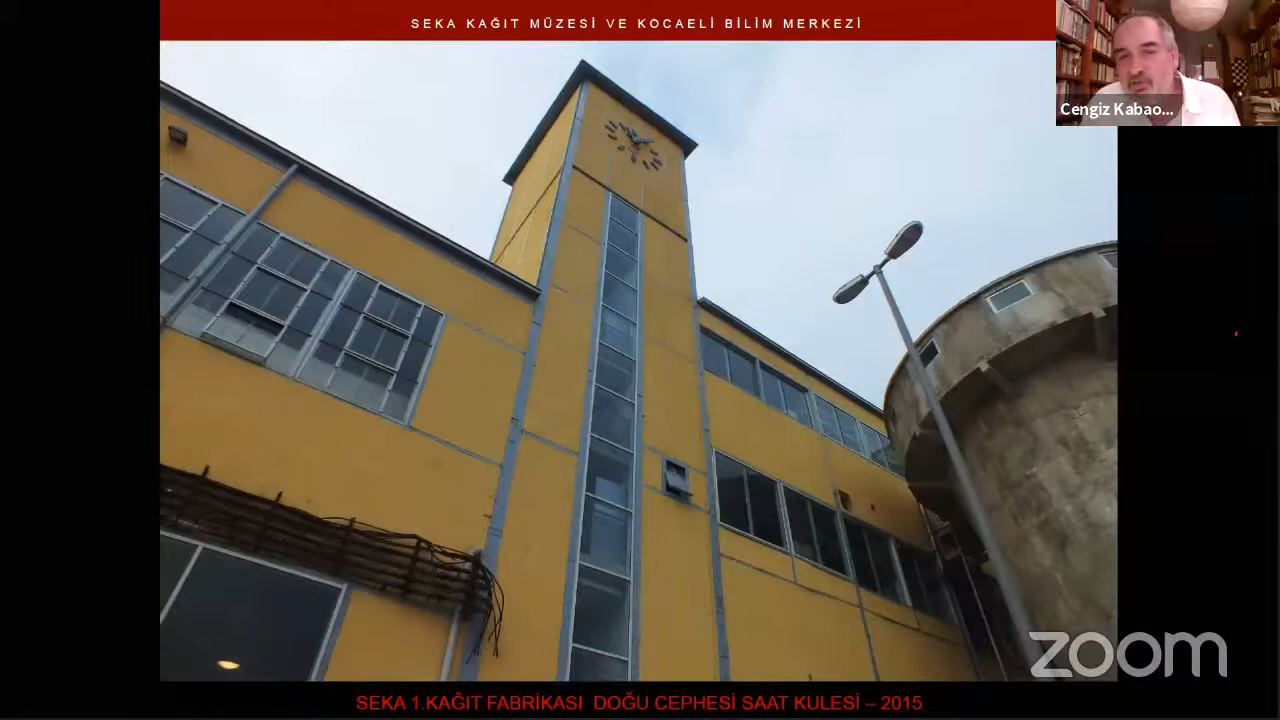 SEKA KAĞIT MÜZESİ VE KOCAELİ BİLİM MERKEZİ
Cengiz Kabao...
zoom
SEKA 1.KAĞIT FABRİKASI DOĞU CEPHESİ SAAT KULESİ – 2015